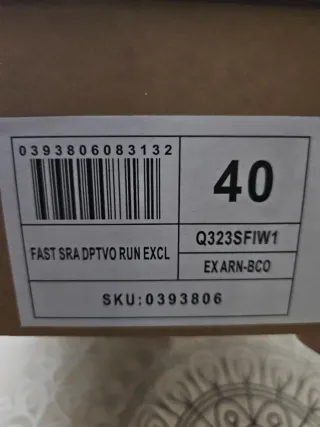 0393806083132
40
FAST SRA DPTVO RUN EXCL
Q323SFIW1
EX ARN-BCO
SKU:0393806